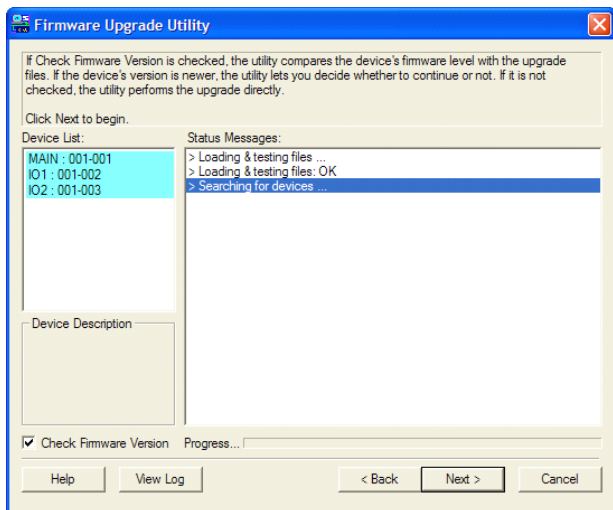 Firmware Upgrade Utility
If Check Firmware Version is checked, the utility compares the device's firmware level with the upgrade
files. If the device's version is newer, the utility lets you decide whether to continue or not. If it is not
checked, the utility performs the upgrade directly.
Click Next to begin.
Device List:
Status Messages:
MAIN : 001-001
IO1 : 001-002
IO2 : 001-003
> Loading & testing files ...
> Loading & testing files: OK
> Searching for devices ...
Device Description
Check Firmware Version
Progress...
Help
View Log
< Back
Next >
Cancel